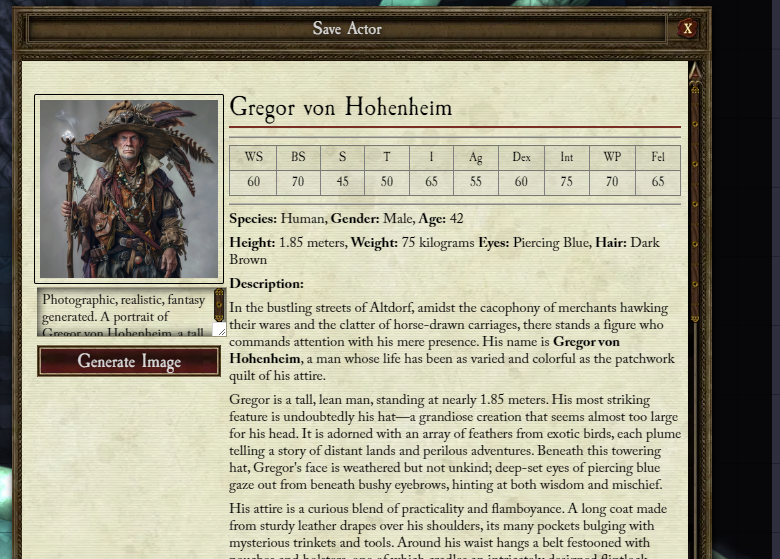 Save Actor
X
Gregor von Hohenheim
WS BS S T I Ag Dex Int WP Fel
60 70 45 50 65 55 60 75 70 65
Species: Human, Gender: Male, Age: 42
Height: 1.85 meters, Weight: 75 kilograms Eyes: Piercing Blue, Hair: Dark
Brown
Description:
In the bustling streets of Altdorf, amidst the cacophony of merchants hawking
their wares and the clatter of horse-drawn carriages, there stands a figure who
commands attention with his mere presence. His name is Gregor von
Hohenheim, a man whose life has been as varied and colorful as the patchwork
quilt of his attire.
Gregor is a tall, lean man, standing at nearly 1.85 meters. His most striking
feature is undoubtedly his hat—a grandiose creation that seems almost too large
for his head. It is adorned with an array of feathers from exotic birds, each plume
telling a story of distant lands and perilous adventures. Beneath this towering
hat, Gregor's face is weathered but not unkind; deep-set eyes of piercing blue
gaze out from beneath bushy eyebrows, hinting at both wisdom and mischief.
His attire is a curious blend of practicality and flamboyance. A long coat made
from sturdy leather drapes over his shoulders, its many pockets bulging with
mysterious trinkets and tools. Around his waist hangs a belt festooned with
pouches and holsters, one of which cradles an intricately designed flintlock
Photographic, realistic, fantasy
generated. A portrait of
Gregor von Hohenheim, a tall
Generate Image